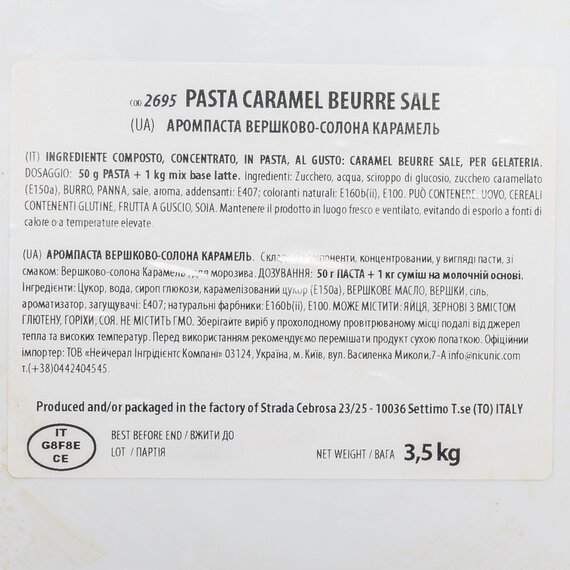 COD 2695 PASTA CARAMEL BEURRE SALE
(UA) АРОМПАСТА ВЕРШКОВО-СОЛОНА КАРАМЕЛЬ
(IT) INGREDIENTE COMPOSTO, CONCENTRATO, IN PASTA, AL GUSTO: CARAMEL BEURRE SALE, PER GELATERIA.
DOSAGGIO: 50 g PASTA + 1 kg mix base latte. Ingredienti: Zucchero, acqua, sciroppo di glucosio, zucchero caramellato
(E150a), BURRO, PANNA, sale, aroma, addensanti: E407; coloranti naturali: E160b(ii), E100. PUÒ CONTENERE: UOVO, CEREALI
CONTENENTI GLUTINE, FRUTTA A GUSCIO, SOIA. Mantenere il prodotto in luogo fresco e ventilato, evitando di esporlo a fonti di
calore o a temperature elevate.
(UA) АРОМПАСТА ВЕРШКОВО-СОЛОНА КАРАМЕЛЬ. компоненти, концентрований, у вигляді пасти, зі
смаком: Вершково-солона Карамель для морозива. ДОЗУВАННЯ: 50 г ПАСТА + 1 кг суміш на молочній основі.
Інгредієнти: Цукор, вода, сироп глюкози, карамелізований цукор (E150a), ВЕРШКОВЕ МАСЛО, ВЕРШКИ, сіль,
ароматизатор, загущувачі: E407; натуральні фарбники: E160b(ii), E100. МОЖЕ МІСТИТИ: ЯЙЦЯ, ЗЕРНОВІ З ВМІСТОМ
ГЛЮТЕНУ, ГОРІХИ, СОЯ. НЕ МІСТИТЬ ГМО. Зберігайте виріб у прохолодному провітрюваному місці подалі від джерел
тепла та високих температур. Перед використанням рекомендуємо перемішати продукт сухою лопаткою. Офіційний
імпортер: ТОВ «Нейчерал Інгрідієнтс Компані» 03124, Україна, м. Київ, вул. Василенка Миколи,7-А info@nicunic.com
т.(+38)0442404545.
Produced and/or packaged in the factory of Strada Cebrosa 23/25 - 10036 Settimo T.se (TO) ITALY
IT
G8F8E
CE
BEST BEFORE END / ВЖИТИ ДО
LOT / ПАРТІЯ
NET WEIGHT / ВАГА 3,5 kg